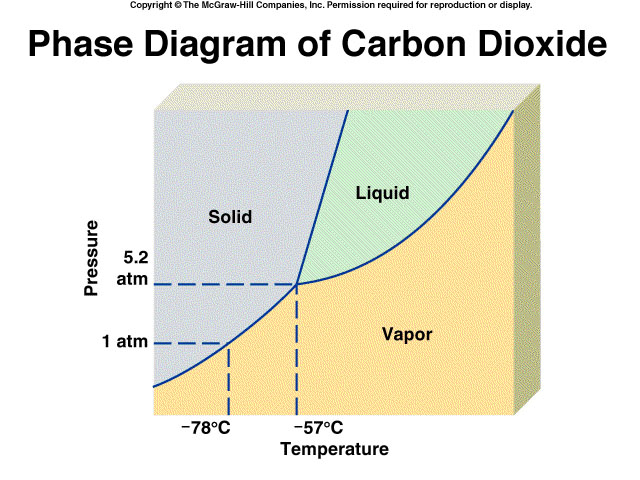 Copyright © The McGraw-Hill Companies, Inc. Permission required for reproduction or display.
Phase Diagram of Carbon Dioxide
Solid
Liquid
Vapor
Pressure
5.2
atm
1 atm
−78°C
−57°C
Temperature